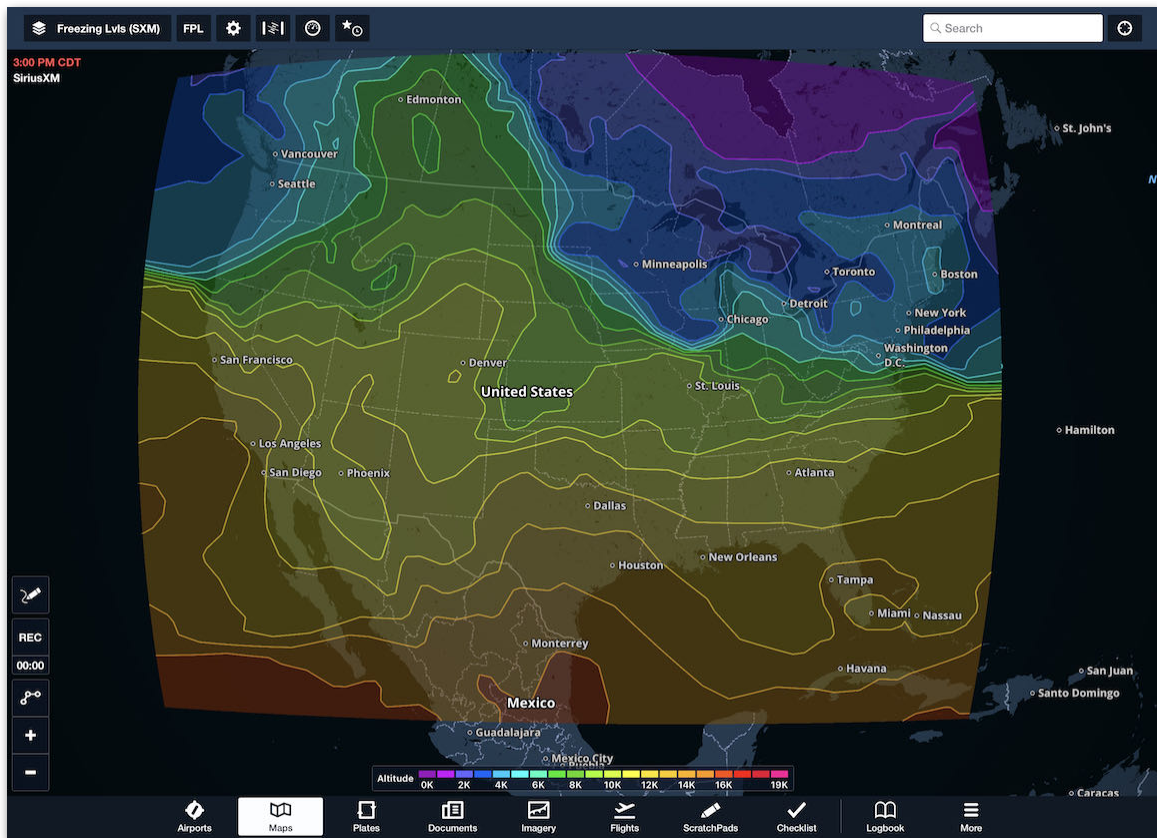 Freezing Lvls (SXM)
FPL
Search
3:00 PM CDT
SiriusXM
Edmonton
St. John's
Vancouver
N
Seattle
Montreal
Minneapolis
Toronto
Boston
Detroit
New York
Chicago
Philadelphia
Washington
D.C.
San Francisco
Denver
United States
St. Louis
Hamilton
Los Angeles
San Diego
Phoenix
Atlanta
Dallas
New Orleans
Houston
Tampa
Miami
Nassau
REC
00:00
Monterrey
Havana
San Juan
Santo Domingo
Mexico
Guadalajara
Mexico City
Puebla
Altitude
0K 2K 4K 6K 8K 10K 12K 14K 16K 19K
Caracas
Airports
Maps
Plates
Documents
Imagery
Flights
ScratchPads
Checklist
Logbook
More